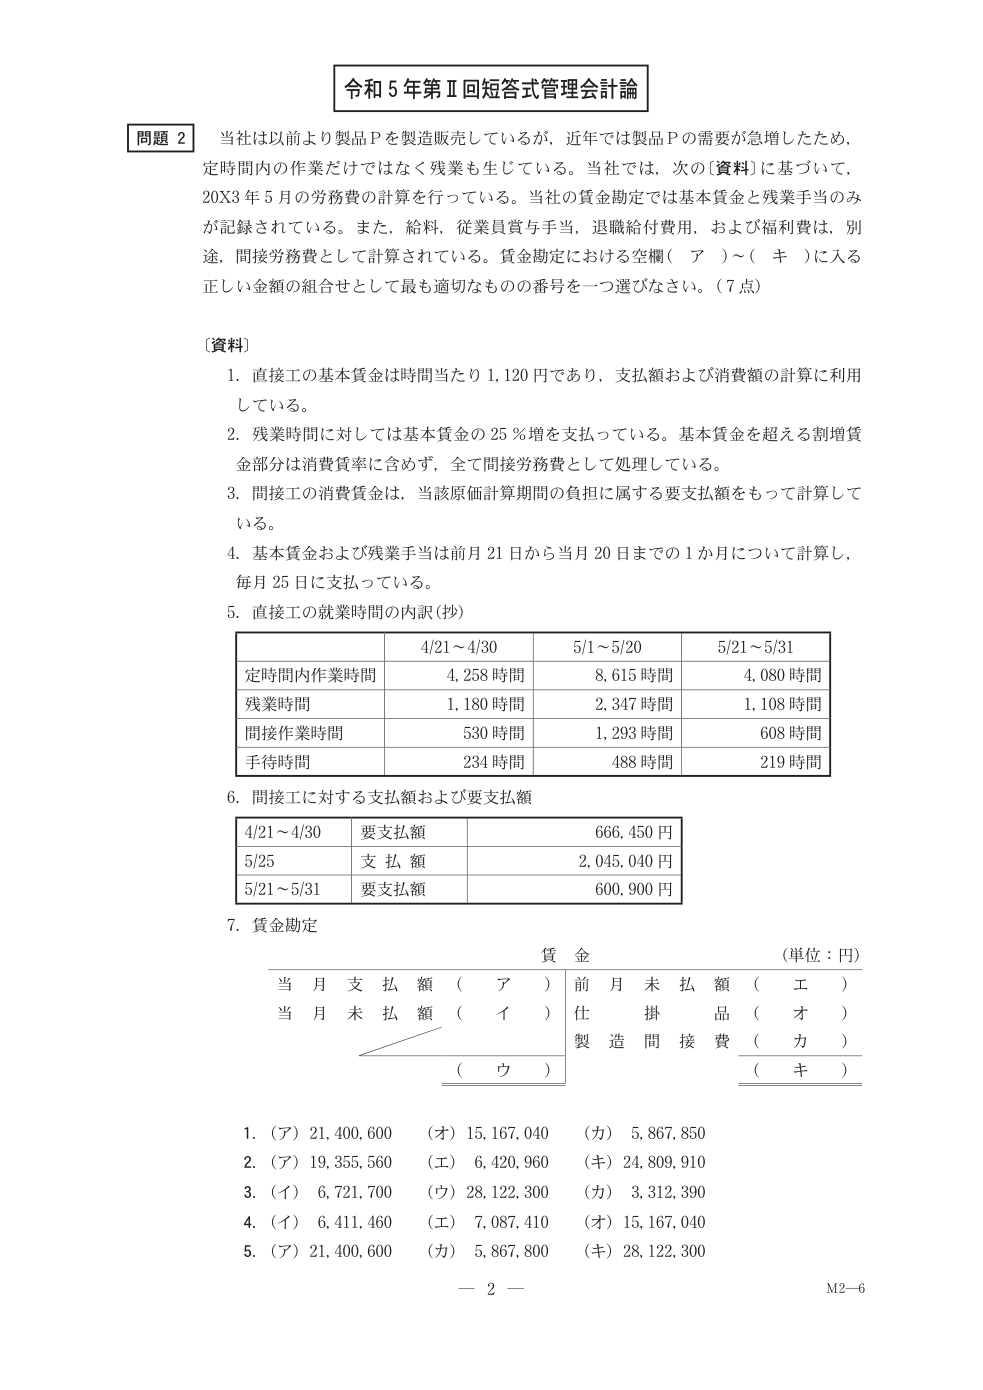 令和5年第Ⅱ回短答式管理会計論
問題 2 当社は以前より製品Pを製造販売しているが，近年では製品Pの需要が急増したため，
定時間内の作業だけではなく残業も生じている。当社では，次の〔資料〕に基づいて，
20X3年5月の労務費の計算を行っている。当社の賃金勘定では基本賃金と残業手当のみ
が記録されている。また，給料，従業員賞与手当，退職給付費用，および福利費は，別
途，間接労務費として計算されている。賃金勘定における空欄( ア )～( キ )に入る
正しい金額の組合せとして最も適切なものの番号を一つ選びなさい。(7点)
〔資料〕
1. 直接工の基本賃金は時間当たり1,120円であり，支払額および消費額の計算に利用
している。
2. 残業時間に対しては基本賃金の25％増を支払っている。基本賃金を超える割増賃
金部分は消費賃率に含めず，全て間接労務費として処理している。
3. 間接工の消費賃金は，当該原価計算期間の負担に属する要支払額をもって計算して
いる。
4. 基本賃金および残業手当は前月21日から当月20日までの1か月について計算し，
毎月25日に支払っている。
5. 直接工の就業時間の内訳(抄)
4/21～4/30 5/1～5/20 5/21～5/31
定時間内作業時間 4,258時間 8,615時間 4,080時間
残業時間 1,180時間 2,347時間 1,108時間
間接作業時間 530時間 1,293時間 608時間
手待時間 234時間 488時間 219時間
6. 間接工に対する支払額および要支払額
4/21～4/30 要支払額 666,450円
5/25 支払額 2,045,040円
5/21～5/31 要支払額 600,900円
7. 賃金勘定
賃 金 (単位：円)
当月支払額 ( ア ) 前月未払額 ( エ )
当月未払額 ( イ ) 仕掛品 ( オ )
製造間接費 ( カ )
( ウ ) ( キ )
1. (ア) 21,400,600 (オ) 15,167,040 (カ) 5,867,850
2. (ア) 19,355,560 (エ) 6,420,960 (キ) 24,809,910
3. (イ) 6,721,700 (ウ) 28,122,300 (カ) 3,312,390
4. (イ) 6,411,460 (エ) 7,087,410 (オ) 15,167,040
5. (ア) 21,400,600 (カ) 5,867,800 (キ) 28,122,300
— 2 — M2—6